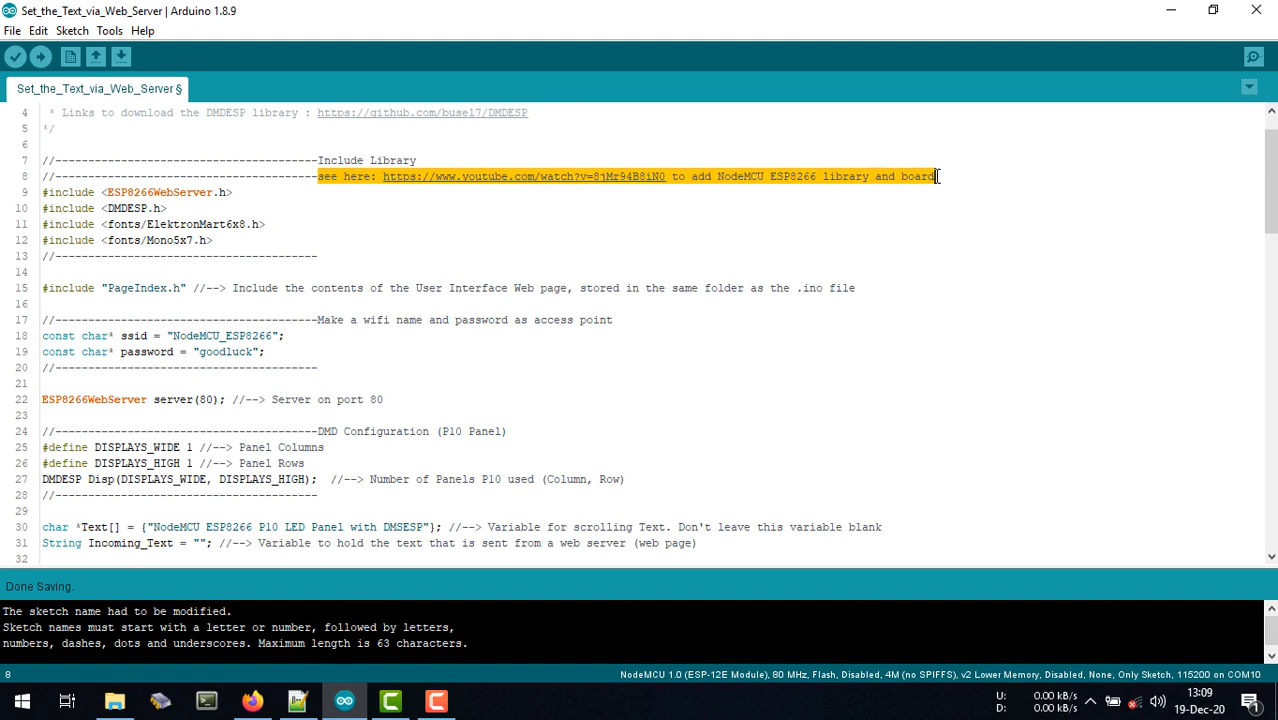 Set_the_Text_via_Web_Server | Arduino 1.8.9
File Edit Sketch Tools Help
Set_the_Text_via_Web_Server §
4 * Links to download the DMDESP library : https://github.com/busel7/DMDESP
5 */
6
7 //----------------------------------------Include Library
8 //----------------------------------------see here: https://www.youtube.com/watch?v=8jMr94B8iN0 to add NodeMCU ESP8266 library and board
9 #include <ESP8266WebServer.h>
10 #include <DMDESP.h>
11 #include <fonts/ElektronMart6x8.h>
12 #include <fonts/Mono5x7.h>
13 //----------------------------------------
14
15 #include "PageIndex.h" //--> Include the contents of the User Interface Web page, stored in the same folder as the .ino file
16
17 //----------------------------------------Make a wifi name and password as access point
18 const char* ssid = "NodeMCU_ESP8266";
19 const char* password = "goodluck";
20 //----------------------------------------
21
22 ESP8266WebServer server(80); //--> Server on port 80
23
24 //----------------------------------------DMD Configuration (P10 Panel)
25 #define DISPLAYS_WIDE 1 //--> Panel Columns
26 #define DISPLAYS_HIGH 1 //--> Panel Rows
27 DMDESP Disp(DISPLAYS_WIDE, DISPLAYS_HIGH); //--> Number of Panels P10 used (Column, Row)
28 //----------------------------------------
29
30 char *Text[] = {"NodeMCU ESP8266 P10 LED Panel with DMSESP"}; //--> Variable for scrolling Text. Don't leave this variable blank
31 String Incoming_Text = ""; //--> Variable to hold the text that is sent from a web server (web page)
32
Done Saving.
The sketch name had to be modified.
Sketch names must start with a letter or number, followed by letters,
numbers, dashes, dots and underscores. Maximum length is 63 characters.
8 NodeMCU 1.0 (ESP-12E Module), 80 MHz, Flash, Disabled, 4M (no SPIFFS), v2 Lower Memory, Disabled, None, Only Sketch, 115200 on COM10
U: 0.00 kB/s
D: 0.00 kB/s
13:09
19-Dec-20
1